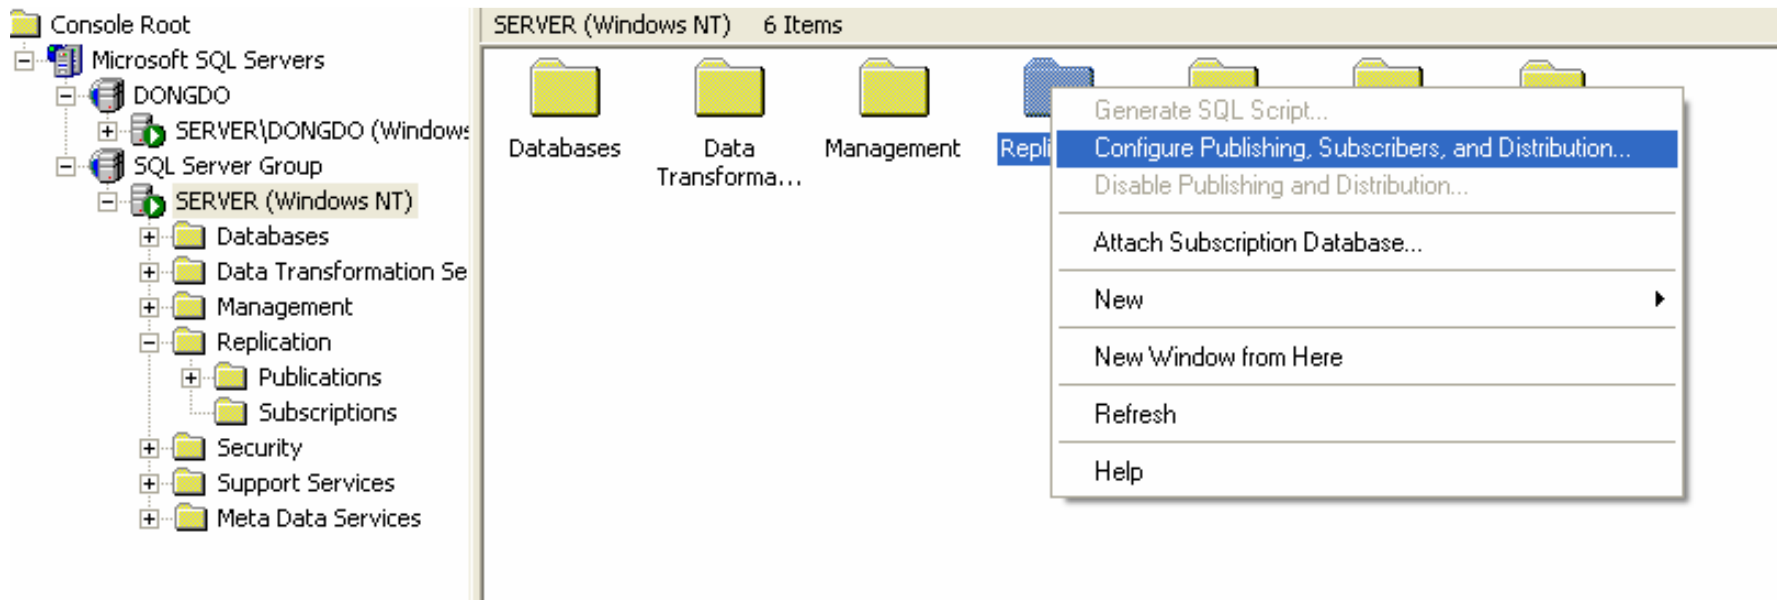 Console Root
Microsoft SQL Servers
DONGDO
SERVER\DONGDO (Windows
SQL Server Group
SERVER (Windows NT)
Databases
Data Transformation Se
Management
Replication
Publications
Subscriptions
Security
Support Services
Meta Data Services
SERVER (Windows NT) 6 Items
Databases
Data
Transforma...
Management
Repli
Generate SQL Script...
Configure Publishing, Subscribers, and Distribution...
Disable Publishing and Distribution...
Attach Subscription Database...
New
New Window from Here
Refresh
Help